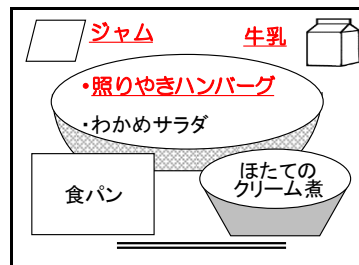 ジャム
牛乳
・照りやきハンバーグ
・わかめサラダ
食パン
ほたての
クリーム煮